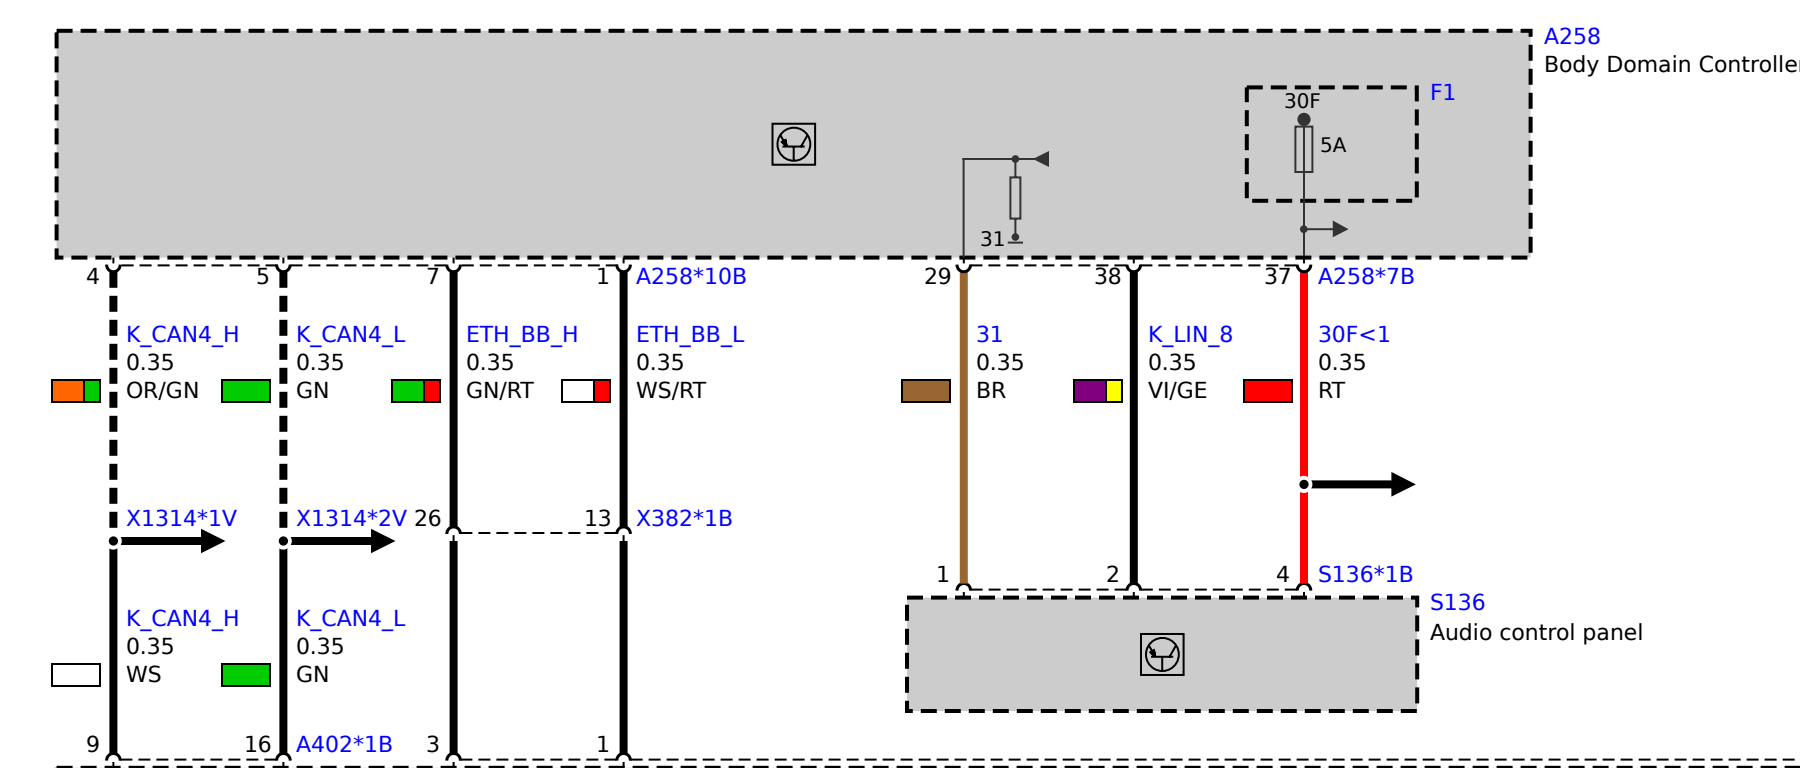 A258
Body Domain Controller
F1
30F
5A
31
4
5
7
1
A258*10B
29
38
37
A258*7B
K_CAN4_H
0.35
OR/GN
K_CAN4_L
0.35
GN
ETH_BB_H
0.35
GN/RT
ETH_BB_L
0.35
WS/RT
31
0.35
BR
K_LIN_8
0.35
VI/GE
30F<1
0.35
RT
X1314*1V
X1314*2V
26
13
X382*1B
1
2
4
S136*1B
S136
Audio control panel
K_CAN4_H
0.35
WS
K_CAN4_L
0.35
GN
9
16
A402*1B
3
1